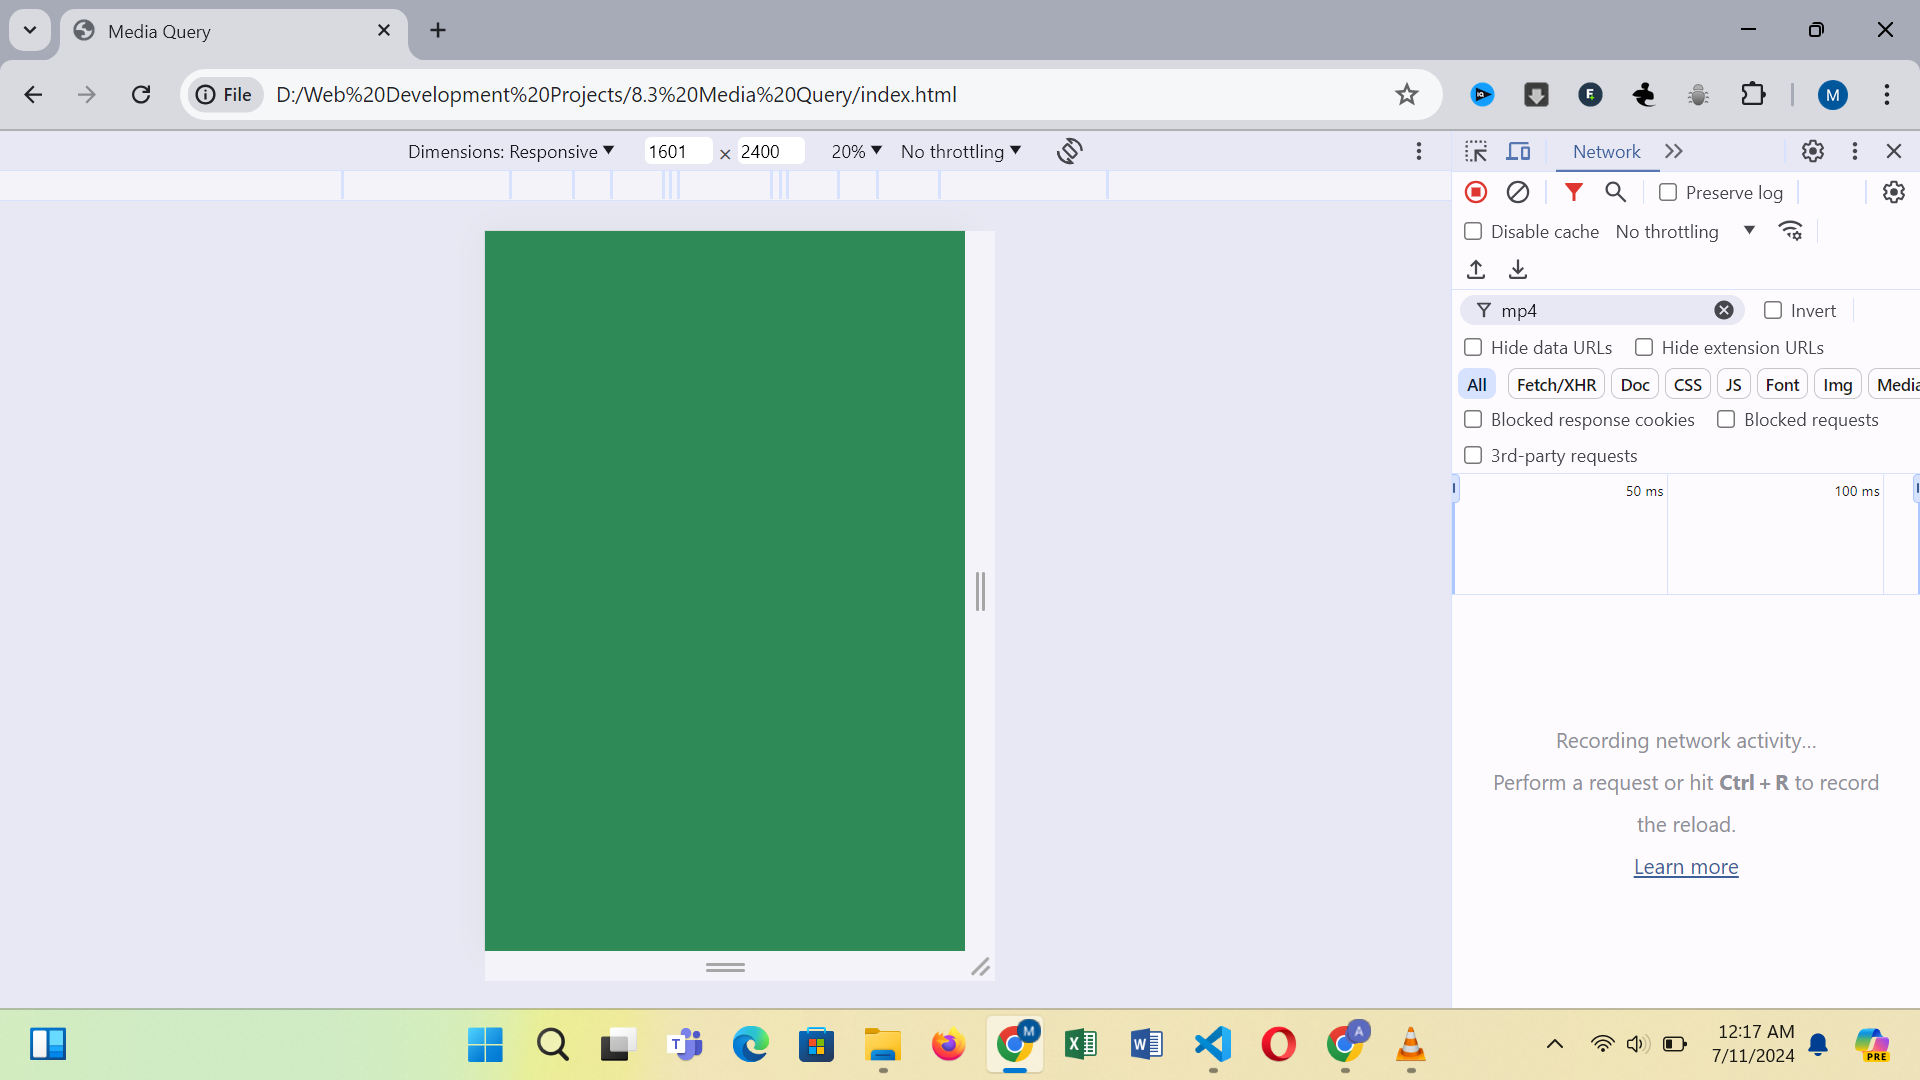 Media Query
File
D:/Web%20Development%20Projects/8.3%20Media%20Query/index.html
M
Dimensions: Responsive
1601 × 2400
20%
No throttling
Network
Preserve log
Disable cache
No throttling
mp4
Invert
Hide data URLs
Hide extension URLs
All
Fetch/XHR
Doc
CSS
JS
Font
Img
Media
Blocked response cookies
Blocked requests
3rd-party requests
50 ms
100 ms
Recording network activity...
Perform a request or hit Ctrl + R to record
the reload.
Learn more
M
A
12:17 AM
7/11/2024
PRE